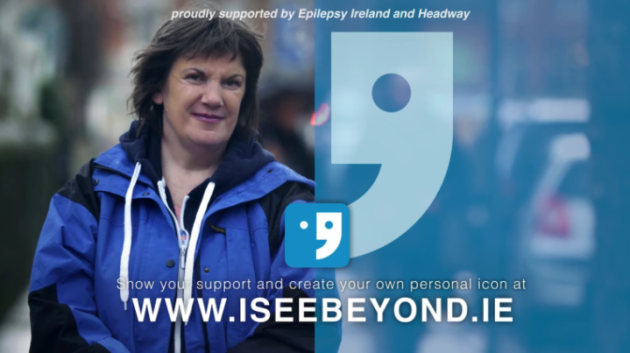 proudly supported by Epilepsy Ireland and Headway
Show your support and create your own personal icon at
WWW.ISEEBEYOND.IE